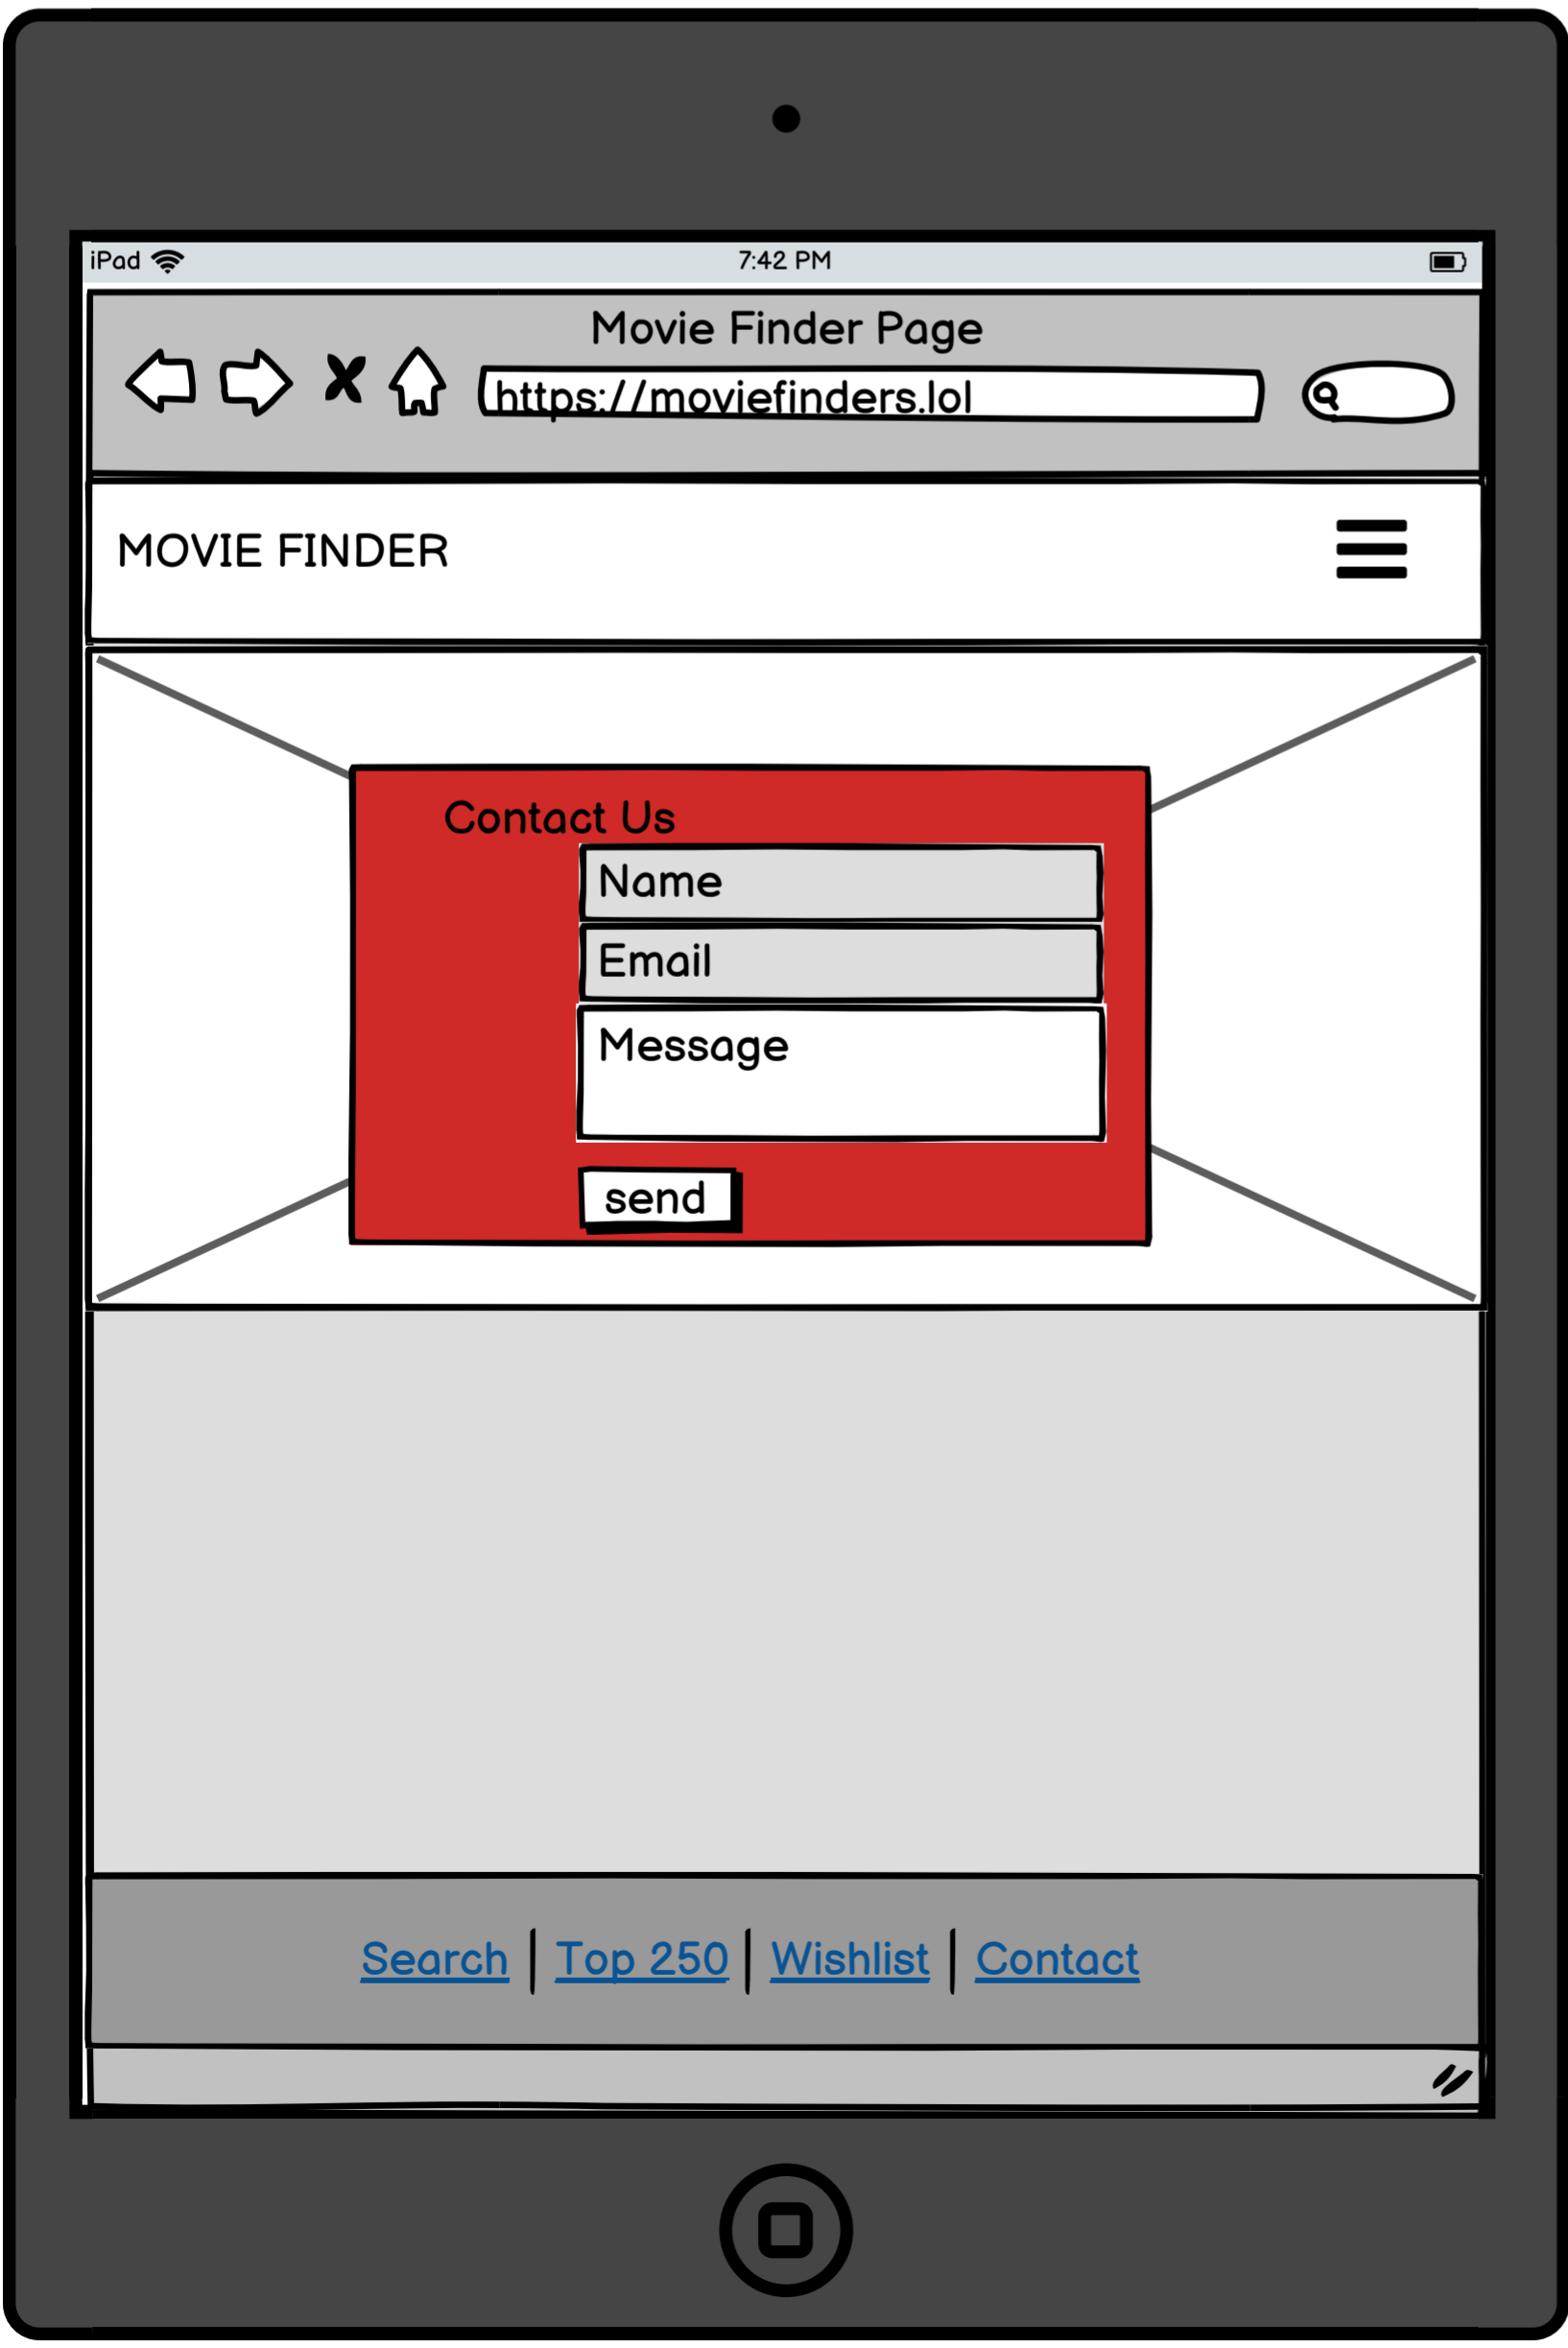 iPad 7:42 PM
Movie Finder Page
https://moviefinders.lol
MOVIE FINDER
Contact Us
Name
Email
Message
send
Search | Top 250 | Wishlist | Contact